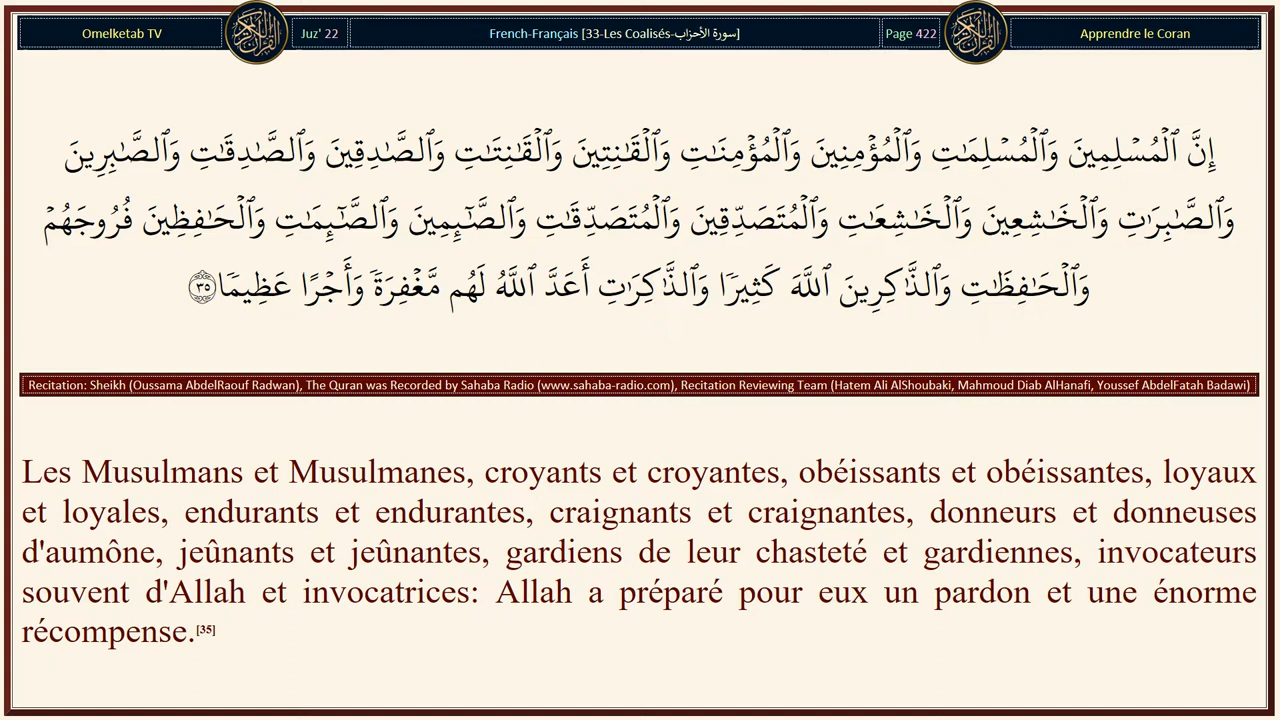 Omelketab TV
Juz' 22
French-Français [33-Les Coalisés-سورة الأحزاب]
Page 422
Apprendre le Coran
إِنَّ ٱلْمُسْلِمِينَ وَٱلْمُسْلِمَٰتِ وَٱلْمُؤْمِنِينَ وَٱلْمُؤْمِنَٰتِ وَٱلْقَٰنِتِينَ وَٱلْقَٰنِتَٰتِ وَٱلصَّٰدِقِينَ وَٱلصَّٰدِقَٰتِ وَٱلصَّٰبِرِينَ
وَٱلصَّٰبِرَٰتِ وَٱلْخَٰشِعِينَ وَٱلْخَٰشِعَٰتِ وَٱلْمُتَصَدِّقِينَ وَٱلْمُتَصَدِّقَٰتِ وَٱلصَّٰٓئِمِينَ وَٱلصَّٰٓئِمَٰتِ وَٱلْحَٰفِظِينَ فُرُوجَهُمْ
وَٱلْحَٰفِظَٰتِ وَٱلذَّٰكِرِينَ ٱللَّهَ كَثِيرًا وَٱلذَّٰكِرَٰتِ أَعَدَّ ٱللَّهُ لَهُم مَّغْفِرَةً وَأَجْرًا عَظِيمًا ٣٥
Recitation: Sheikh (Oussama AbdelRaouf Radwan), The Quran was Recorded by Sahaba Radio (www.sahaba-radio.com), Recitation Reviewing Team (Hatem Ali AlShoubaki, Mahmoud Diab AlHanafi, Youssef AbdelFatah Badawi)
Les Musulmans et Musulmanes, croyants et croyantes, obéissants et obéissantes, loyaux
et loyales, endurants et endurantes, craignants et craignantes, donneurs et donneuses
d'aumône, jeûnants et jeûnantes, gardiens de leur chasteté et gardiennes, invocateurs
souvent d'Allah et invocatrices: Allah a préparé pour eux un pardon et une énorme
récompense.[35]